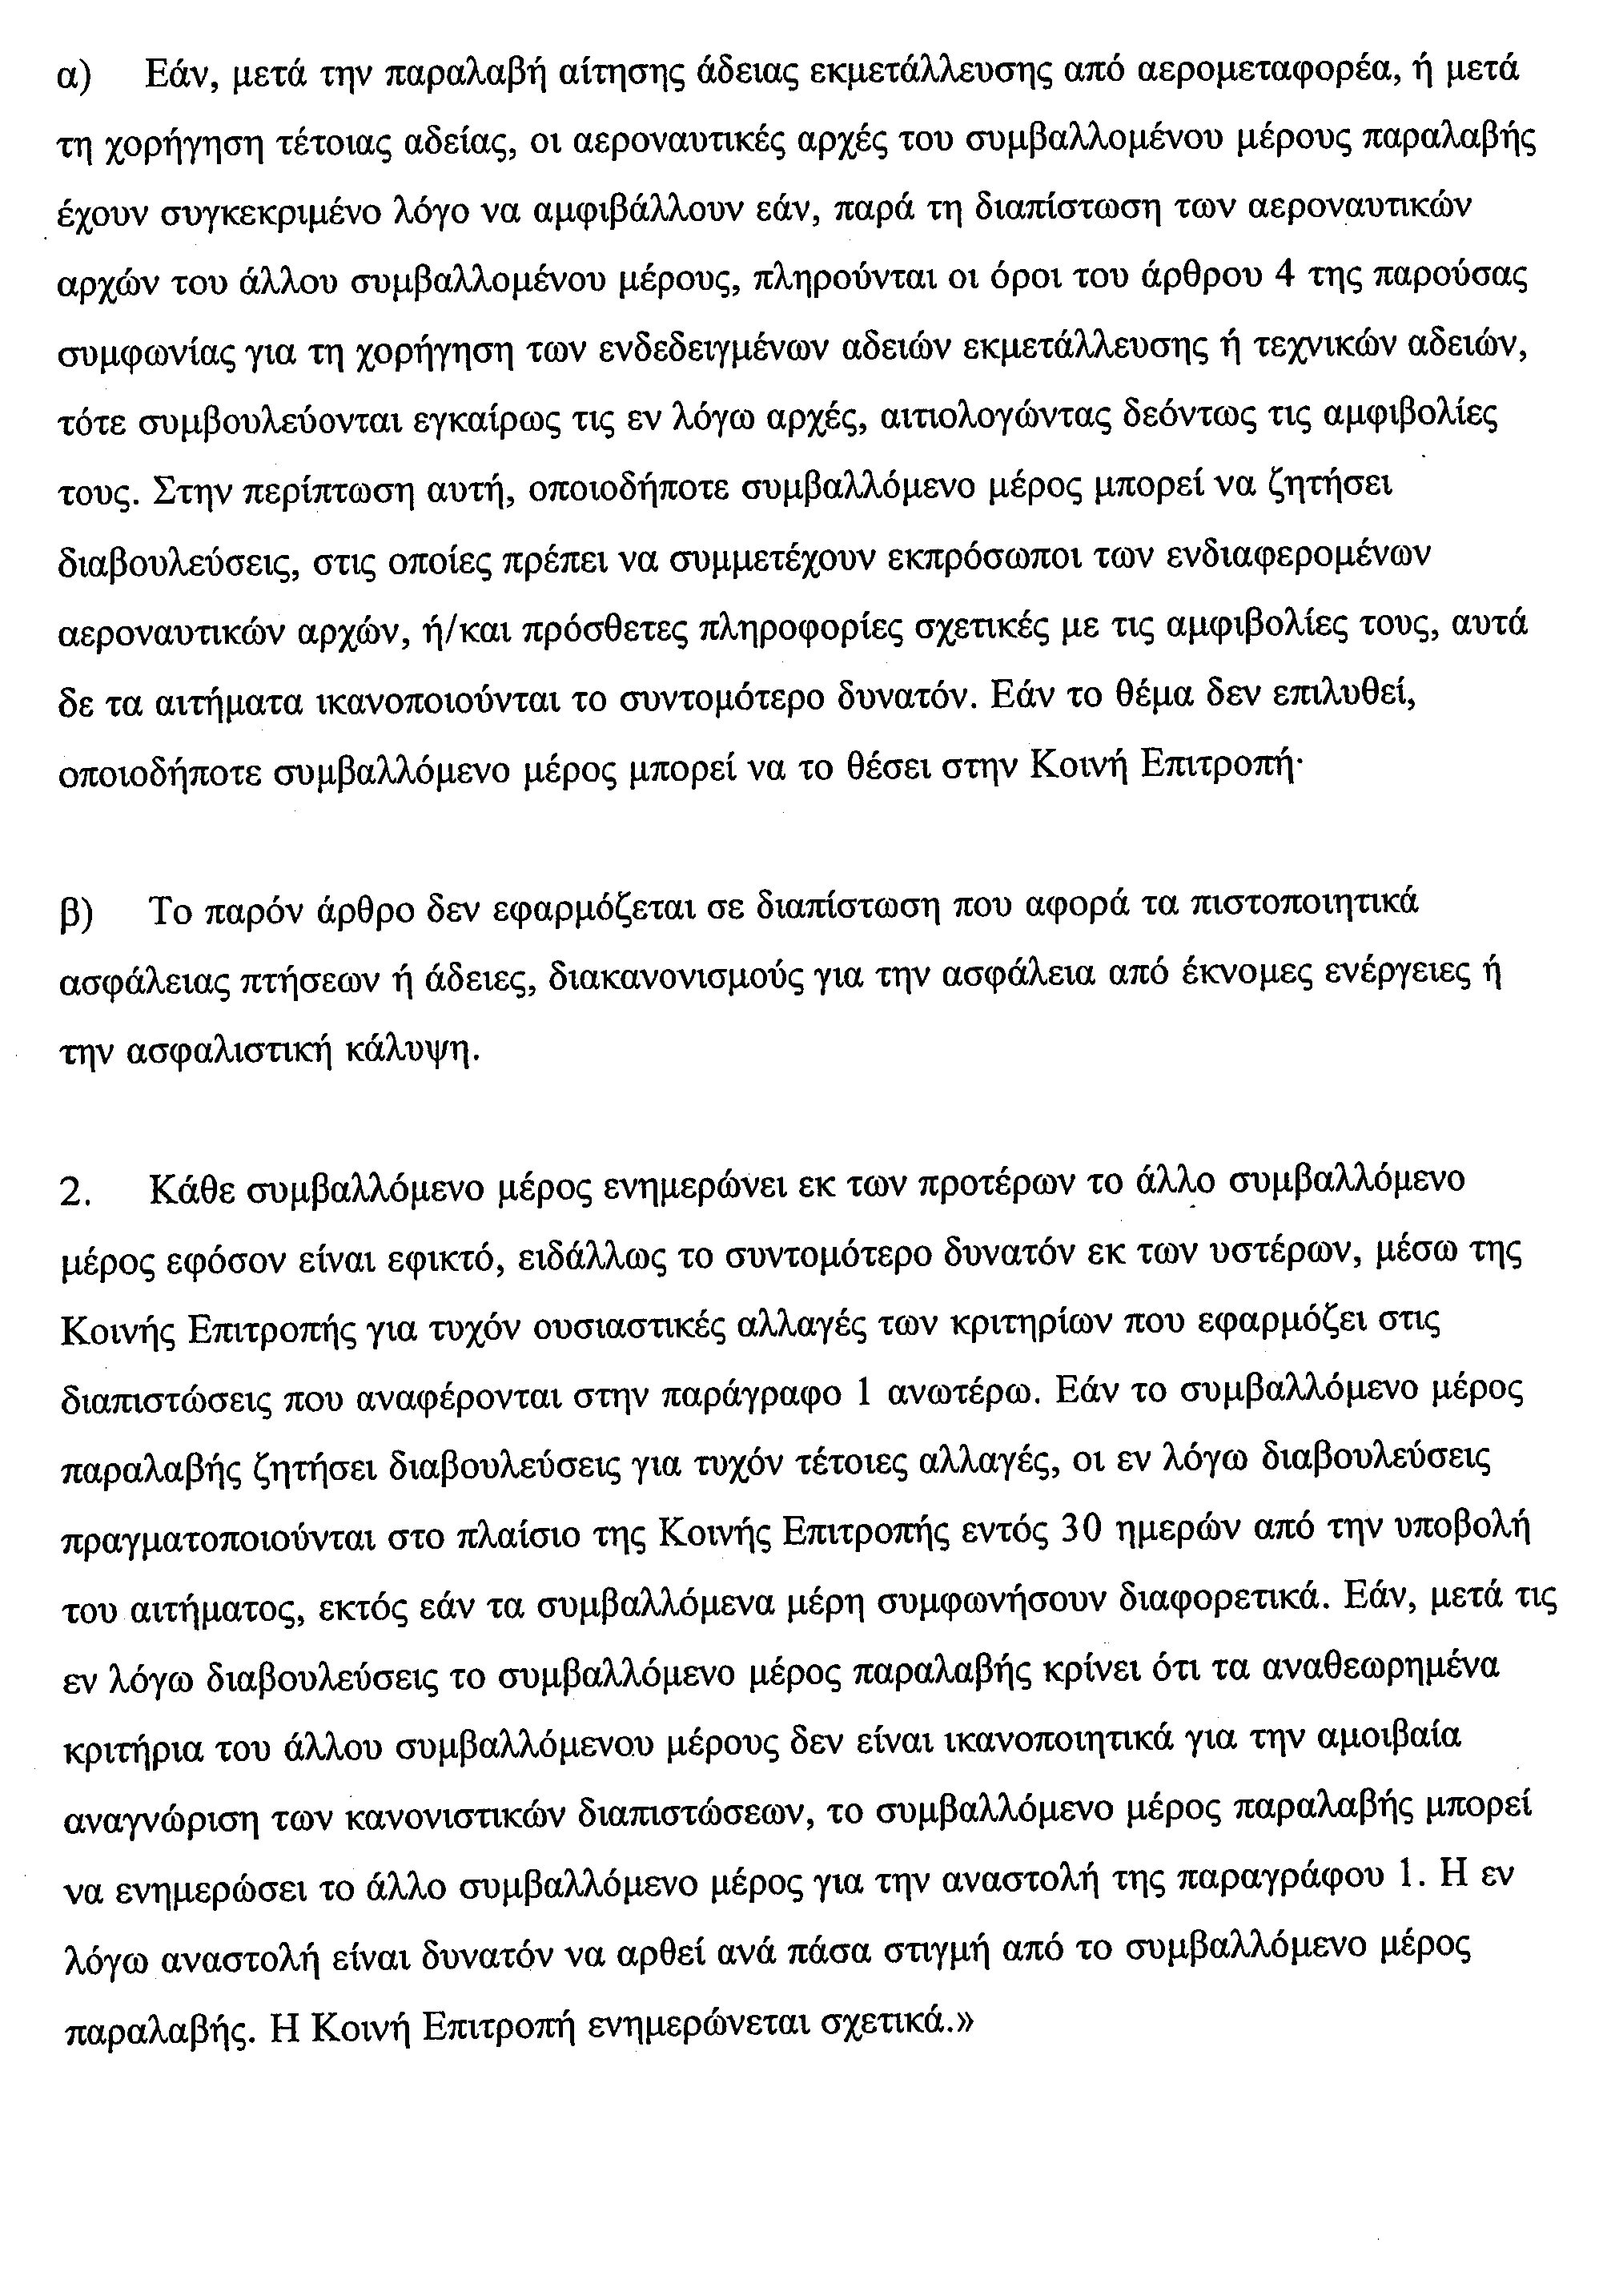 α) Εάν, μετά την παραλαβή αίτησης άδειας εκμετάλλευσης από αερομεταφορέα, ή μετά
τη χορήγηση τέτοιας αδείας, οι αεροναυτικές αρχές του συμβαλλομένου μέρους παραλαβής
έχουν συγκεκριμένο λόγο να αμφιβάλλουν εάν, παρά τη διαπίστωση των αεροναυτικών
αρχών του άλλου συμβαλλομένου μέρους, πληρούνται οι όροι του άρθρου 4 της παρούσας
συμφωνίας για τη χορήγηση των ενδεδειγμένων αδειών εκμετάλλευσης ή τεχνικών αδειών,
τότε συμβουλεύονται εγκαίρως τις εν λόγω αρχές, αιτιολογώντας δεόντως τις αμφιβολίες
τους. Στην περίπτωση αυτή, οποιοδήποτε συμβαλλόμενο μέρος μπορεί να ζητήσει
διαβουλεύσεις, στις οποίες πρέπει να συμμετέχουν εκπρόσωποι των ενδιαφερομένων
αεροναυτικών αρχών, ή/και πρόσθετες πληροφορίες σχετικές με τις αμφιβολίες τους, αυτά
δε τα αιτήματα ικανοποιούνται το συντομότερο δυνατόν. Εάν το θέμα δεν επιλυθεί,
οποιοδήποτε συμβαλλόμενο μέρος μπορεί να το θέσει στην Κοινή Επιτροπή·
β) Το παρόν άρθρο δεν εφαρμόζεται σε διαπίστωση που αφορά τα πιστοποιητικά
ασφάλειας πτήσεων ή άδειες, διακανονισμούς για την ασφάλεια από έκνομες ενέργειες ή
την ασφαλιστική κάλυψη.
2. Κάθε συμβαλλόμενο μέρος ενημερώνει εκ των προτέρων το άλλο συμβαλλόμενο
μέρος εφόσον είναι εφικτό, ειδάλλως το συντομότερο δυνατόν εκ των υστέρων, μέσω της
Κοινής Επιτροπής για τυχόν ουσιαστικές αλλαγές των κριτηρίων που εφαρμόζει στις
διαπιστώσεις που αναφέρονται στην παράγραφο 1 ανωτέρω. Εάν το συμβαλλόμενο μέρος
παραλαβής ζητήσει διαβουλεύσεις για τυχόν τέτοιες αλλαγές, οι εν λόγω διαβουλεύσεις
πραγματοποιούνται στο πλαίσιο της Κοινής Επιτροπής εντός 30 ημερών από την υποβολή
του αιτήματος, εκτός εάν τα συμβαλλόμενα μέρη συμφωνήσουν διαφορετικά. Εάν, μετά τις
εν λόγω διαβουλεύσεις το συμβαλλόμενο μέρος παραλαβής κρίνει ότι τα αναθεωρημένα
κριτήρια του άλλου συμβαλλόμενου μέρους δεν είναι ικανοποιητικά για την αμοιβαία
αναγνώριση των κανονιστικών διαπιστώσεων, το συμβαλλόμενο μέρος παραλαβής μπορεί
να ενημερώσει το άλλο συμβαλλόμενο μέρος για την αναστολή της παραγράφου 1. Η εν
λόγω αναστολή είναι δυνατόν να αρθεί ανά πάσα στιγμή από το συμβαλλόμενο μέρος
παραλαβής. Η Κοινή Επιτροπή ενημερώνεται σχετικά.»